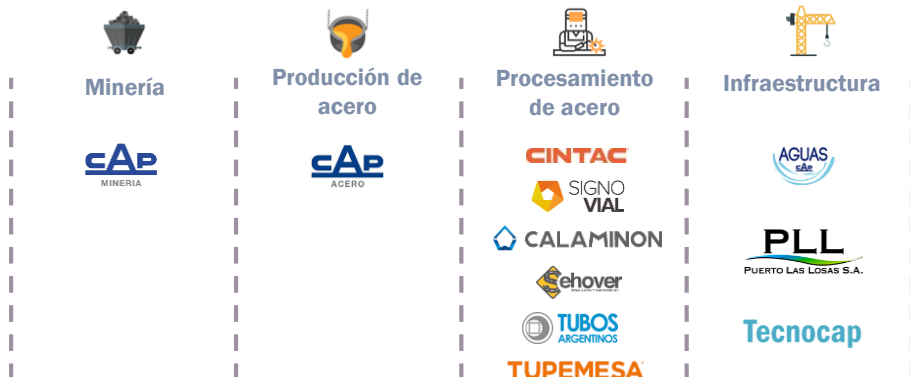 Minería
CAP
MINERIA
Producción de
acero
CAP
ACERO
Procesamiento
de acero
CINTAC
SIGNO
VIAL
CALAMINON
Sehover
TUBOS
ARGENTINOS
TUPEMESA
Infraestructura
AGUAS
CAP
PLL
PUERTO LAS LOSAS S.A.
Tecnocap